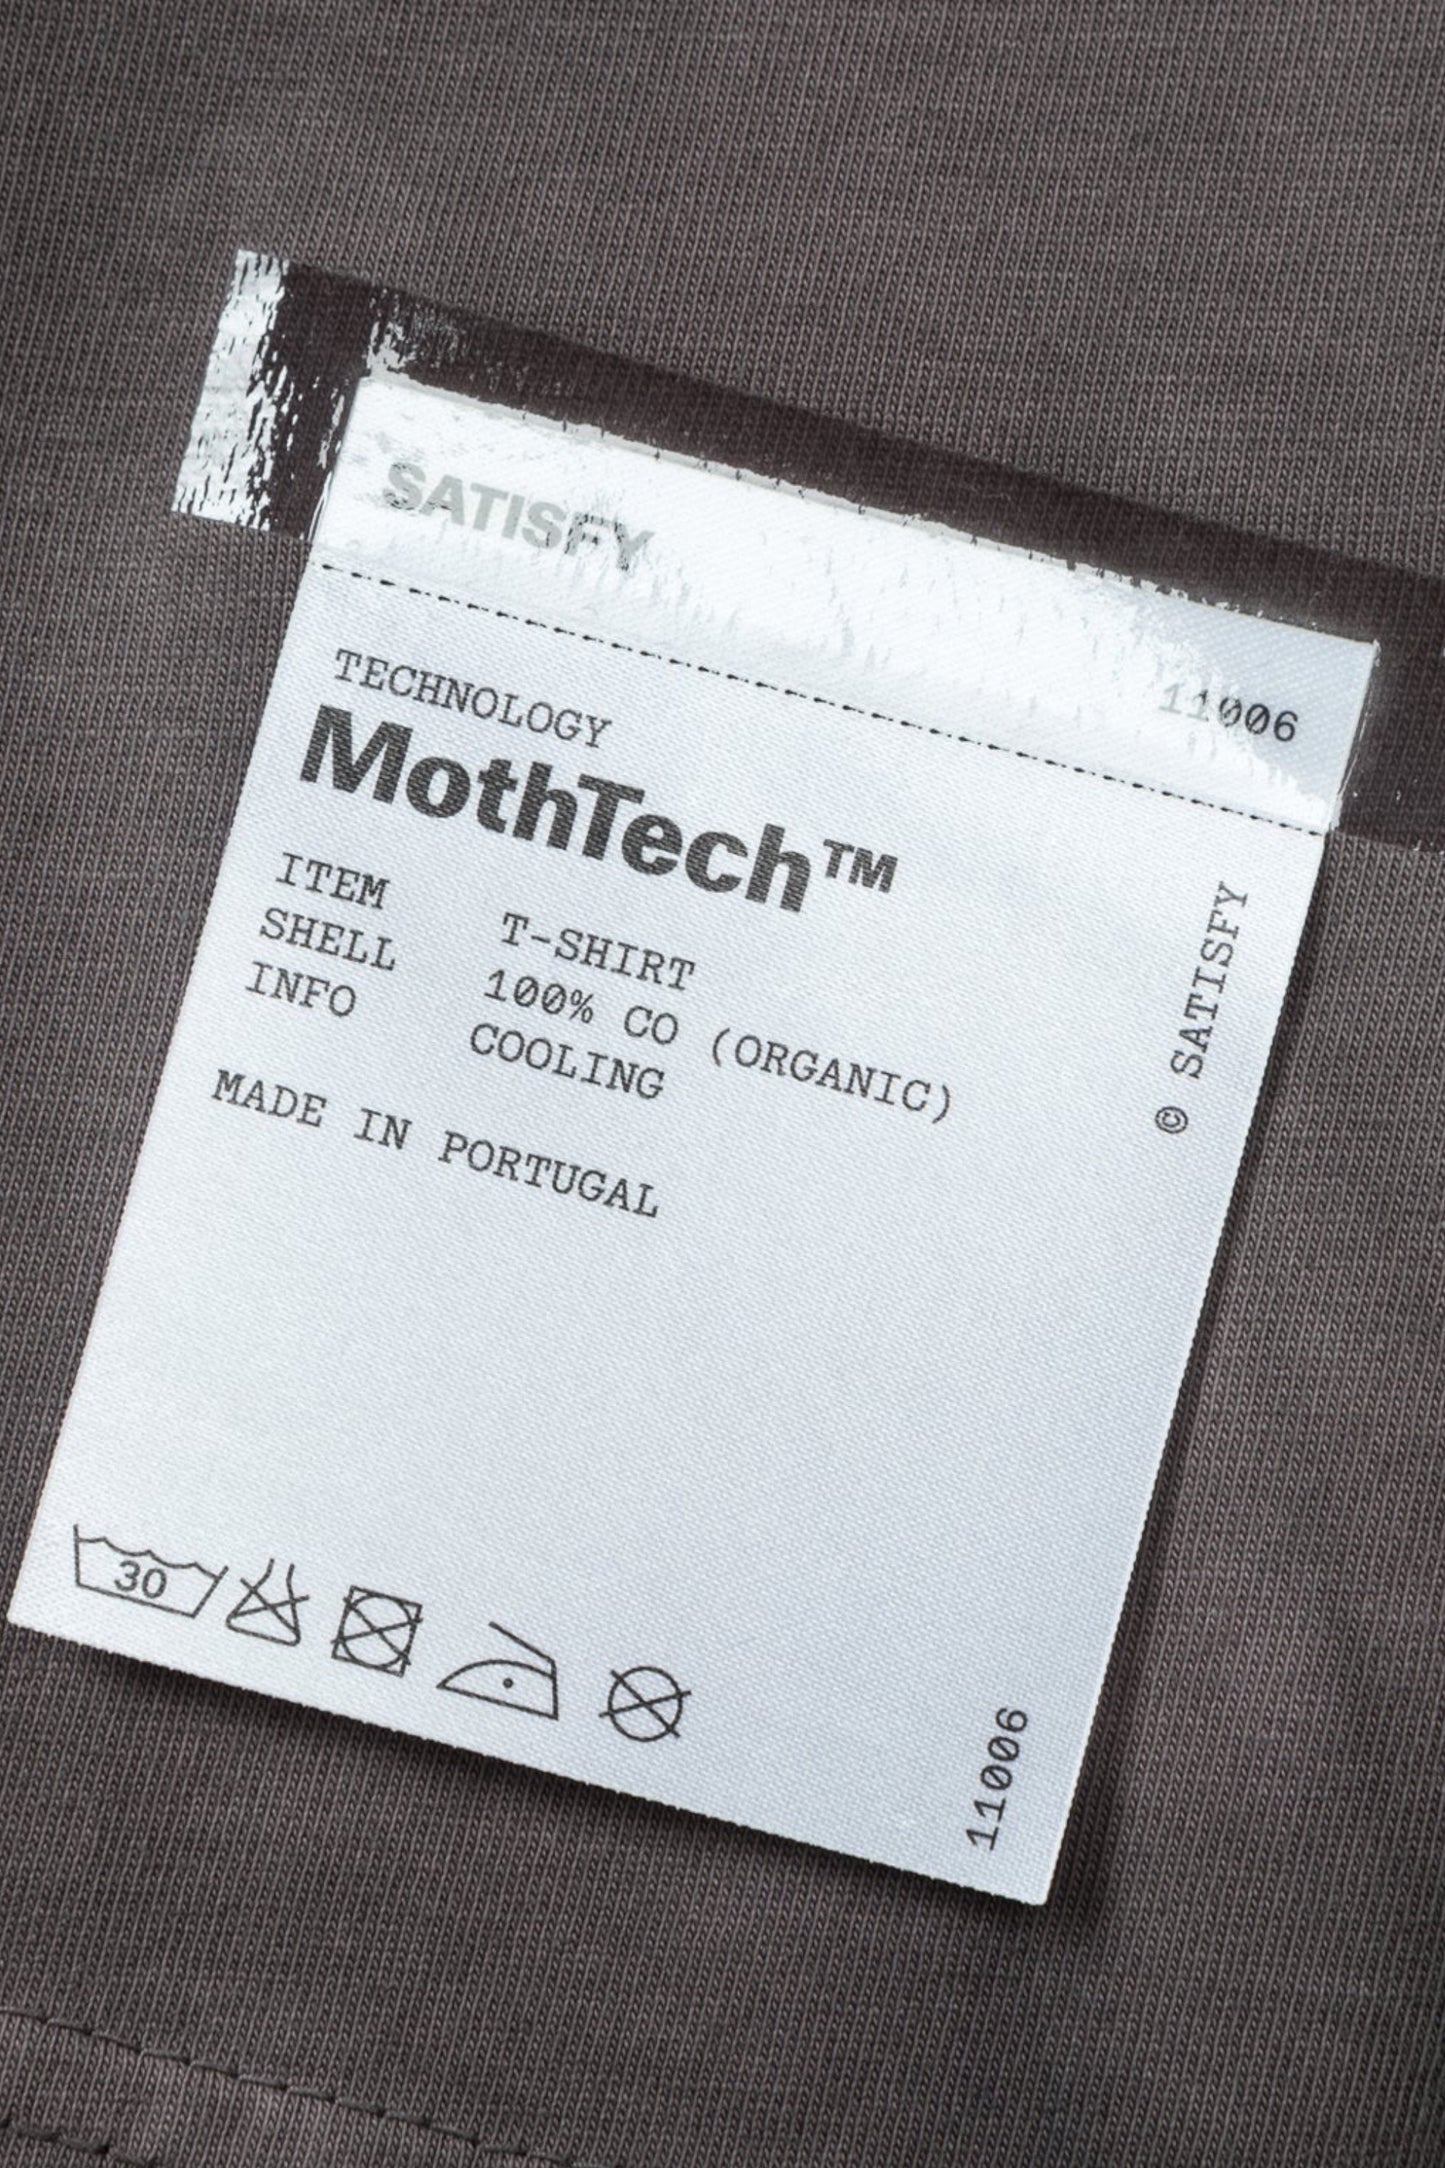 SATISFY
11006
TECHNOLOGY
MothTech™
ITEM T-SHIRT
SHELL 100% CO (ORGANIC)
INFO COOLING
MADE IN PORTUGAL
© SATISFY
30
11006